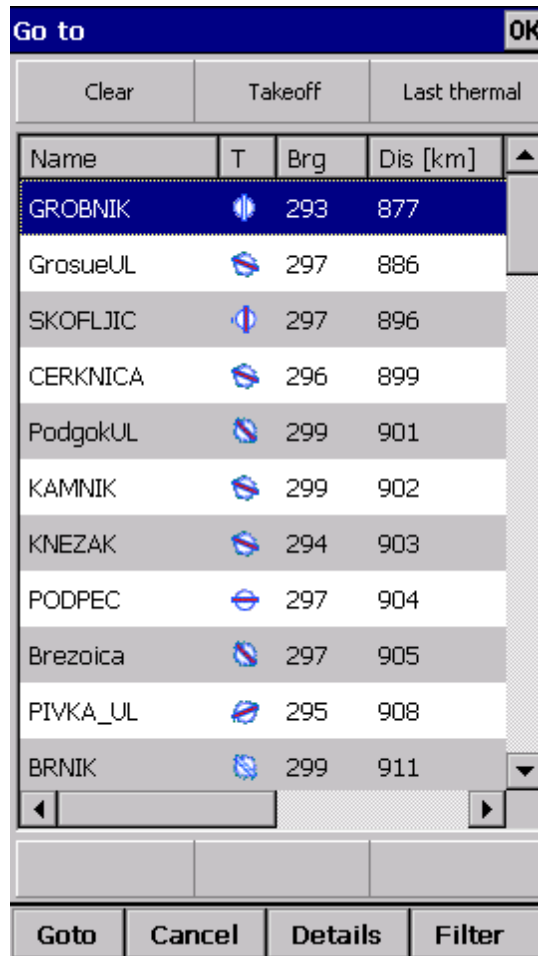 Go to OK
Clear Takeoff Last thermal
Name T Brg Dis [km]
GROBNIK 293 877
GrosueUL 297 886
SKOFLJIC 297 896
CERKNICA 296 899
PodgokUL 299 901
KAMNIK 299 902
KNEZAK 294 903
PODPEC 297 904
Brezoica 297 905
PIVKA_UL 295 908
BRNIK 299 911
Goto Cancel Details Filter